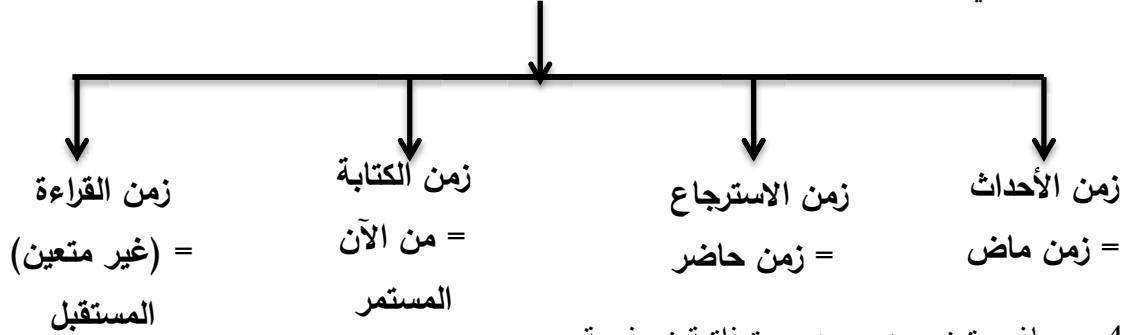 زمن الأحداث
= زمن ماض
زمن الاسترجاع
= زمن حاضر
زمن الكتابة
= من الآن
المستمر
زمن القراءة
= (غير متعين)
المستقبل